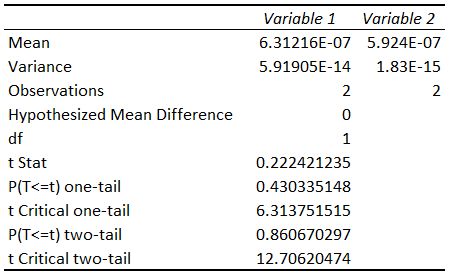 Variable 1 Variable 2
Mean 6.31216E-07 5.924E-07
Variance 5.91905E-14 1.83E-15
Observations 2 2
Hypothesized Mean Difference 0
df 1
t Stat 0.222421235
P(T<=t) one-tail 0.430335148
t Critical one-tail 6.313751515
P(T<=t) two-tail 0.860670297
t Critical two-tail 12.70620474